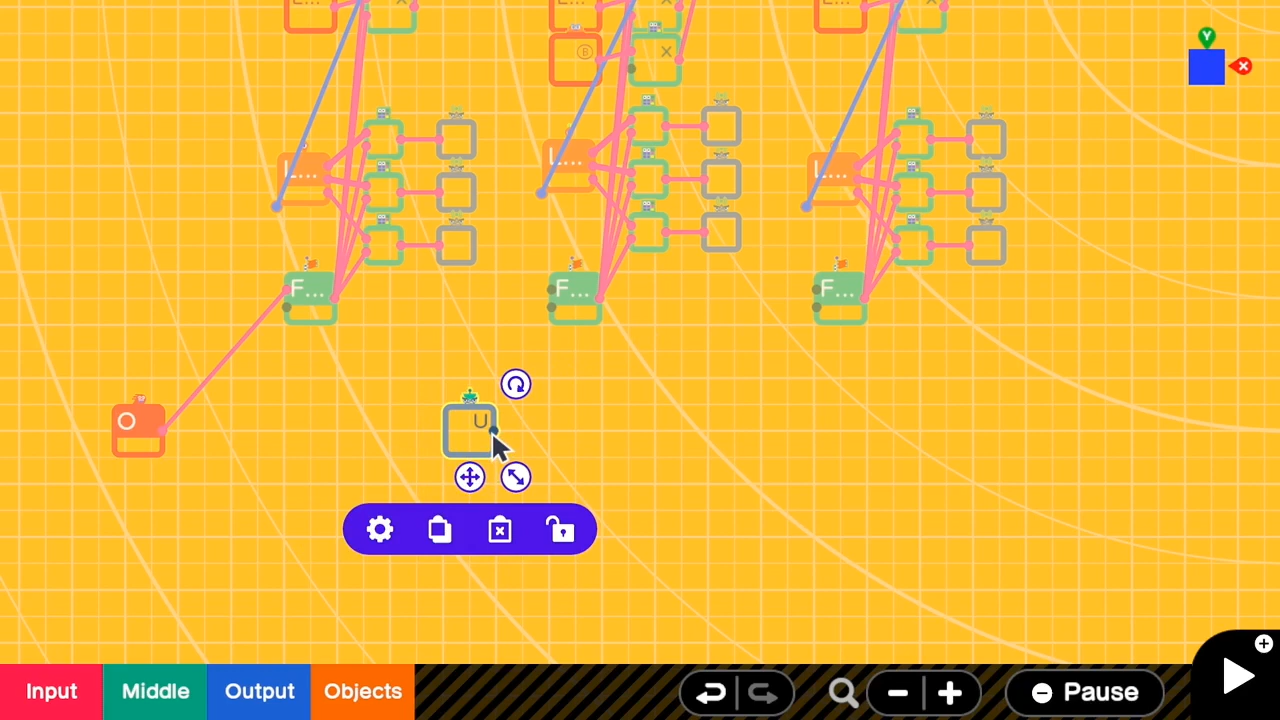 X
X
B
X
Y
X
L...
L...
L...
F...
F...
F...
O
U
Input
Middle
Output
Objects
Pause